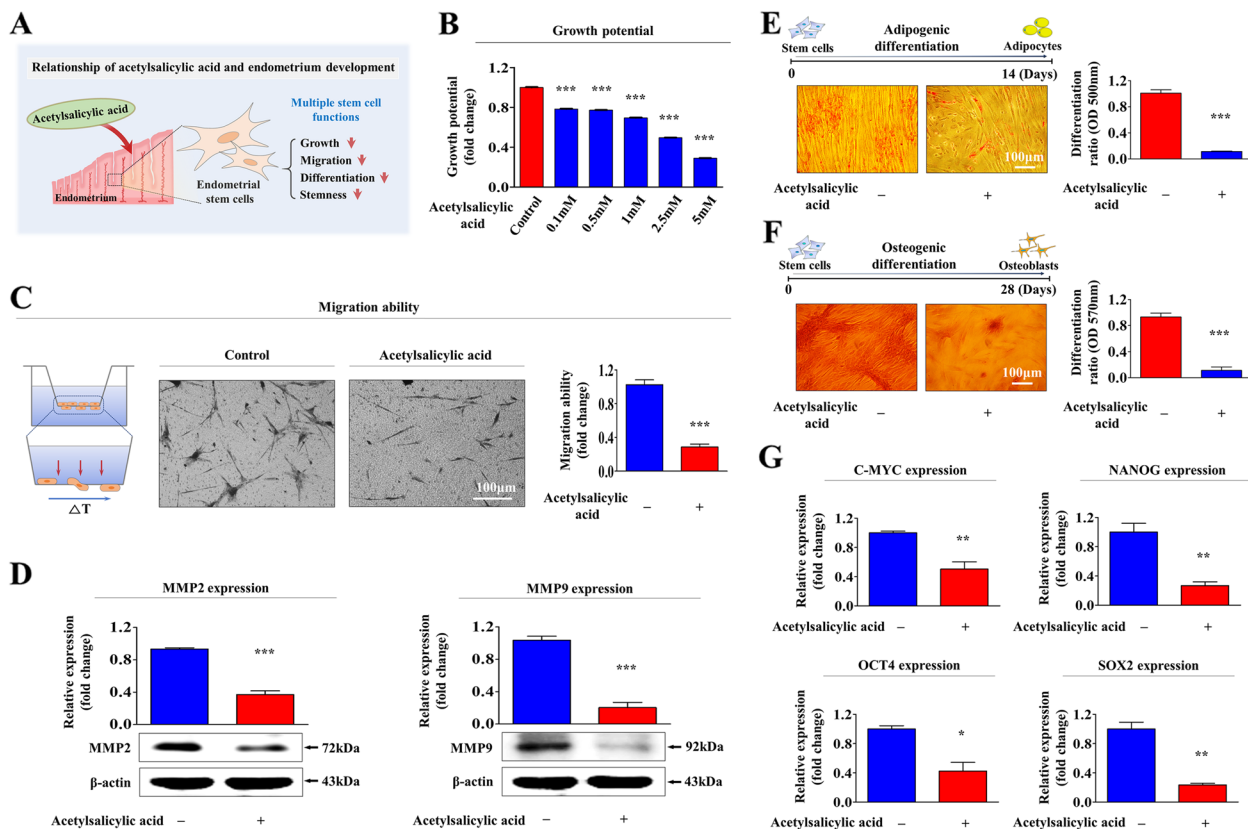 A
Relationship of acetylsalicylic acid and endometrium development
Acetylsalicylic acid
Multiple stem cell
functions
Growth
Migration
Differentiation
Stemness
Endometrium
Endometrial
stem cells
B
Growth potential
Growth potential
(fold change)
1.2
0.8
0.4
0.0
***
***
***
***
***
Acetylsalicylic
acid
Control
0.1mM
0.5mM
1mM
2.5mM
5mM
C
Migration ability
Control
Acetylsalicylic acid
△T
100μm
Migration ability
(fold change)
1.2
0.8
0.4
0.0
***
Acetylsalicylic
acid
– +
D
MMP2 expression
Relative expression
(fold change)
1.2
0.8
0.4
0.0
***
MMP2
72kDa
β-actin
43kDa
Acetylsalicylic acid – +
MMP9 expression
Relative expression
(fold change)
1.2
0.8
0.4
0.0
***
MMP9
92kDa
β-actin
43kDa
Acetylsalicylic acid – +
E
Stem cells
Adipogenic
differentiation
Adipocytes
0
14 (Days)
100μm
Acetylsalicylic
acid
– +
Differentiation
ratio (OD 500nm)
1.5
1.0
0.5
0.0
***
Acetylsalicylic
acid
– +
F
Stem cells
Osteogenic
differentiation
Osteoblasts
0
28 (Days)
100μm
Acetylsalicylic
acid
– +
Differentiation
ratio (OD 570nm)
1.2
0.8
0.4
0.0
***
Acetylsalicylic
acid
– +
G
C-MYC expression
Relative expression
(fold change)
1.2
0.8
0.4
0.0
**
Acetylsalicylic acid – +
NANOG expression
Relative expression
(fold change)
1.2
0.8
0.4
0.0
**
Acetylsalicylic acid – +
OCT4 expression
Relative expression
(fold change)
1.2
0.8
0.4
0.0
*
Acetylsalicylic acid – +
SOX2 expression
Relative expression
(fold change)
1.2
0.8
0.4
0.0
**
Acetylsalicylic acid – +